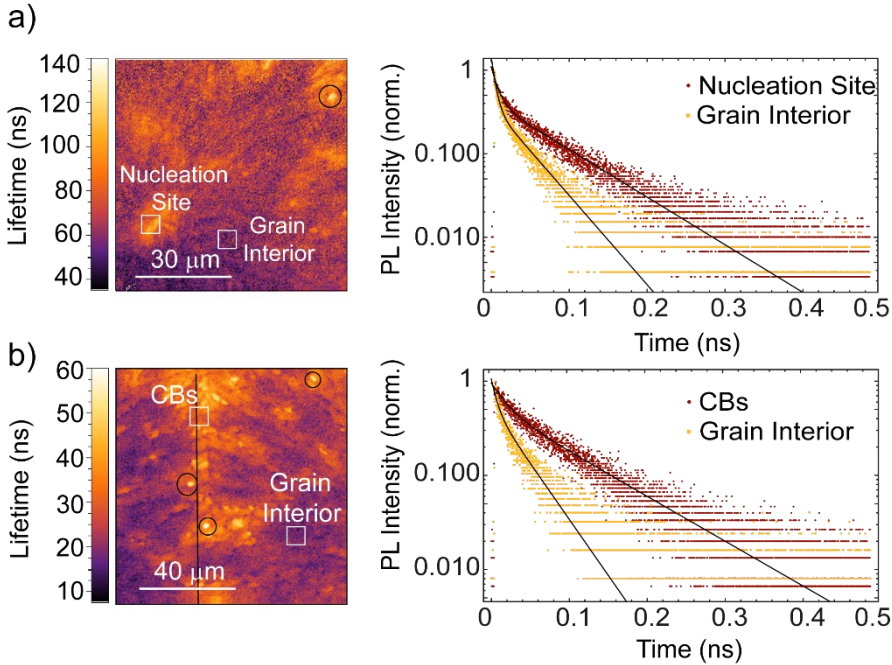 a)
Lifetime (ns)
140
120
100
80
60
40
Nucleation
Site
Grain
Interior
30 μm
PL Intensity (norm.)
1
0.100
0.010
Nucleation Site
Grain Interior
0
0.1
0.2
0.3
0.4
0.5
Time (ns)
b)
Lifetime (ns)
60
50
40
30
20
10
CBs
Grain
Interior
40 μm
PL Intensity (norm.)
1
0.100
0.010
CBs
Grain Interior
0
0.1
0.2
0.3
0.4
0.5
Time (ns)